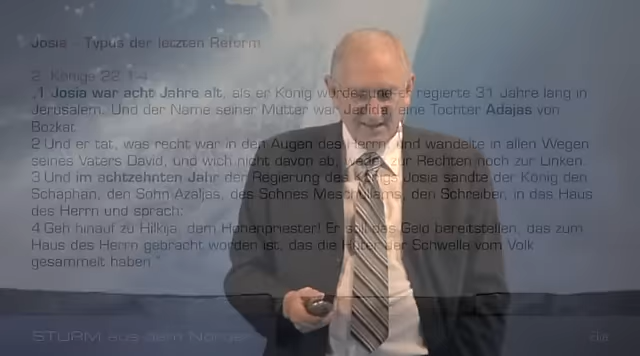 Josia – Typus der letzten Reform
2. Könige 22,1-4
„1 Josia war acht Jahre alt, als er König wurde, und er regierte 31 Jahre lang in
Jerusalem. Und der Name seiner Mutter war Jedida, eine Tochter Adajas von
Bozkat.
2 Und er tat, was recht war in den Augen des Herrn, und wandelte in allen Wegen
seines Vaters David, und wich nicht davon ab, weder zur Rechten noch zur Linken.
3 Und im achtzehnten Jahr der Regierung des Königs Josia sandte der König den
Schaphan, den Sohn Azaljas, des Sohnes Meschullams, den Schreiber, in das Haus
des Herrn und sprach:
4 Geh hinauf zu Hilkija, dem Hohenpriester! Er soll das Geld bereitstellen, das zum
Haus des Herrn gebracht worden ist, das die Hüter der Schwelle vom Volk
gesammelt haben."
STURM aus dem Norden